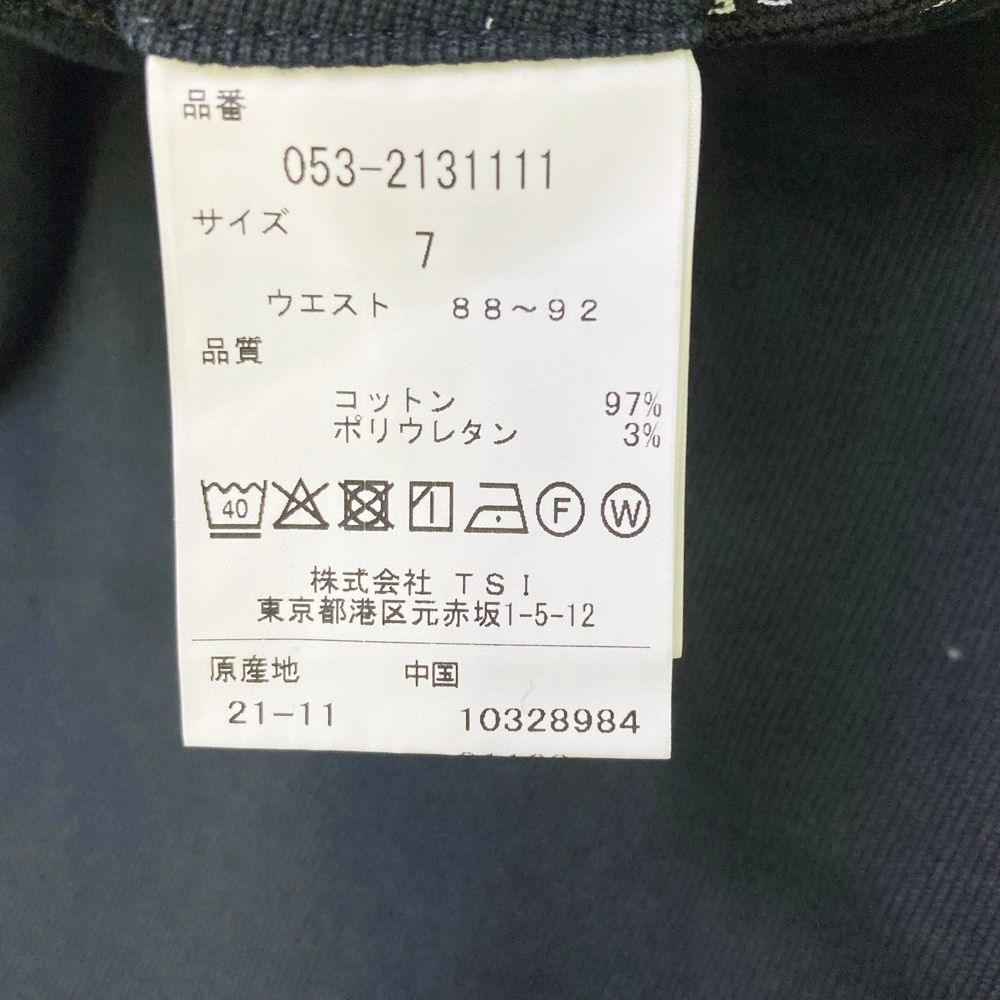 品番
053-2131111
サイズ
7
ウエスト 88～92
品質
コットン 97%
ポリウレタン 3%
40 F W
株式会社 TSI
東京都港区元赤坂1-5-12
原産地 中国
21-11 10328984